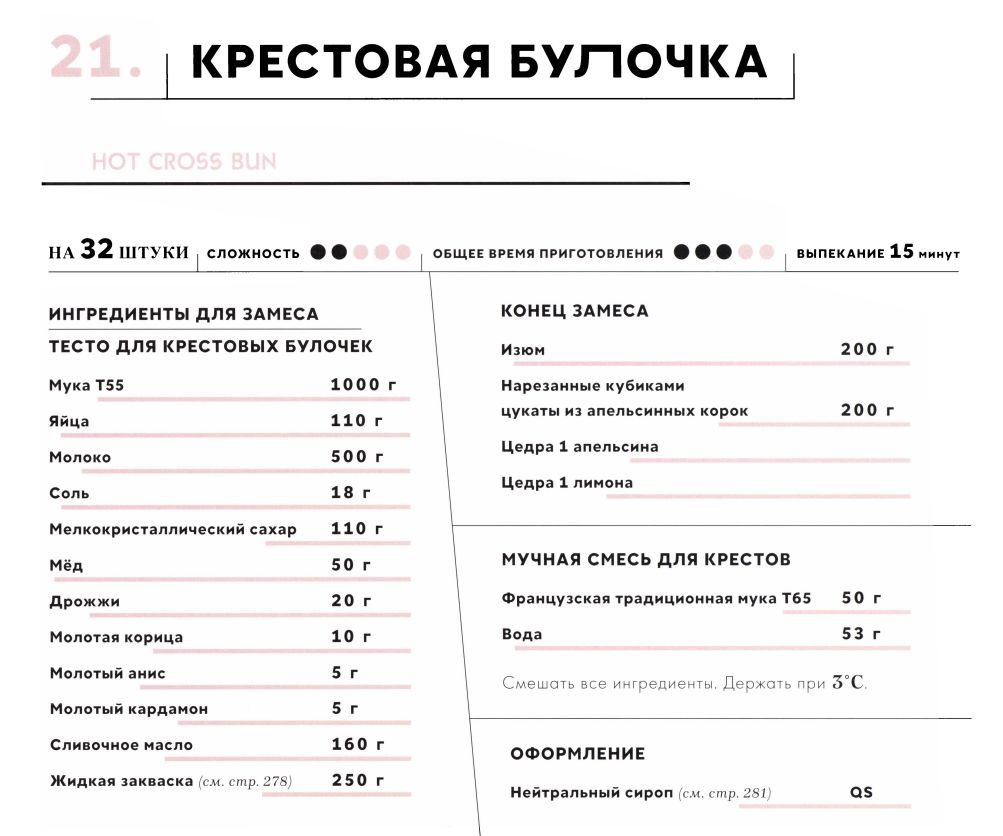 21. КРЕСТОВАЯ БУЛОЧКА
HOT CROSS BUN
НА 32 ШТУКИ СЛОЖНОСТЬ ОБЩЕЕ ВРЕМЯ ПРИГОТОВЛЕНИЯ ВЫПЕКАНИЕ 15 минут
ИНГРЕДИЕНТЫ ДЛЯ ЗАМЕСА
ТЕСТО ДЛЯ КРЕСТОВЫХ БУЛОЧЕК
Мука Т55 1000 г
Яйца 110 г
Молоко 500 г
Соль 18 г
Мелкокристаллический сахар 110 г
Мёд 50 г
Дрожжи 20 г
Молотая корица 10 г
Молотый анис 5 г
Молотый кардамон 5 г
Сливочное масло 160 г
Жидкая закваска (см. стр. 278) 250 г
КОНЕЦ ЗАМЕСА
Изюм 200 г
Нарезанные кубиками
цукаты из апельсинных корок 200 г
Цедра 1 апельсина
Цедра 1 лимона
МУЧНАЯ СМЕСЬ ДЛЯ КРЕСТОВ
Французская традиционная мука Т65 50 г
Вода 53 г
Смешать все ингредиенты. Держать при 3°С.
ОФОРМЛЕНИЕ
Нейтральный сироп (см. стр. 281) QS